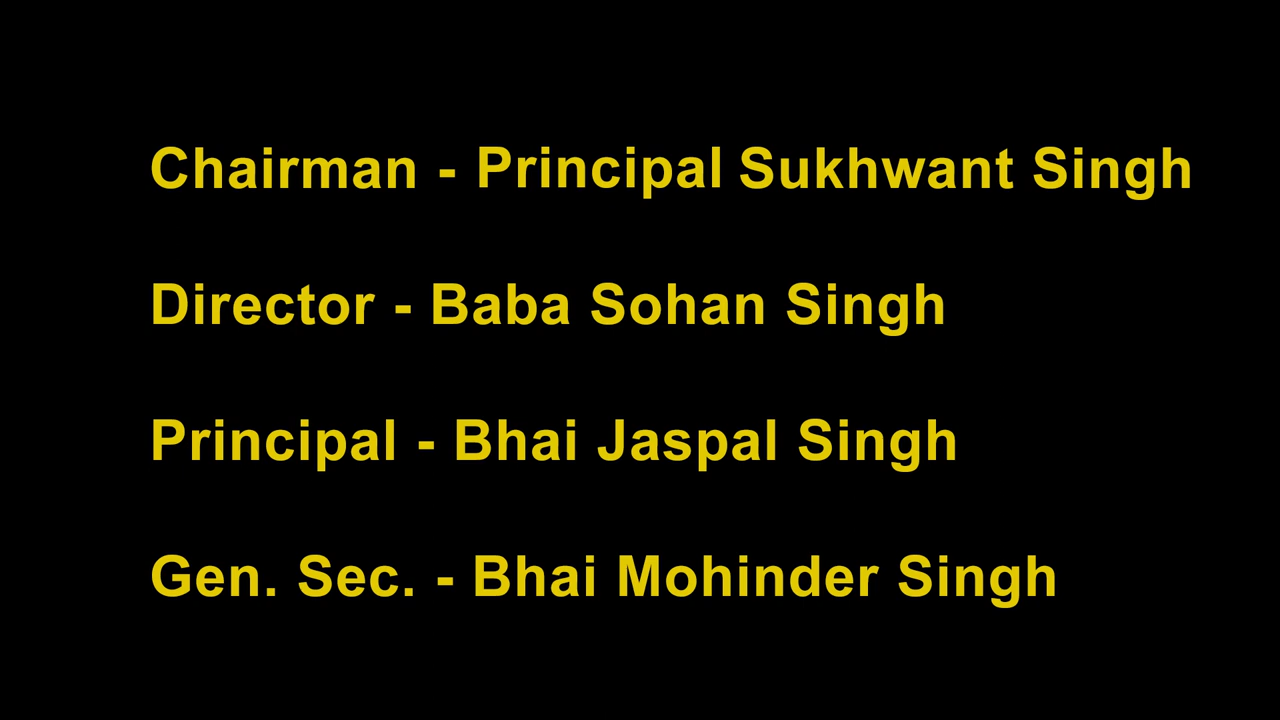 Chairman - Principal Sukhwant Singh
Director - Baba Sohan Singh
Principal - Bhai Jaspal Singh
Gen. Sec. - Bhai Mohinder Singh